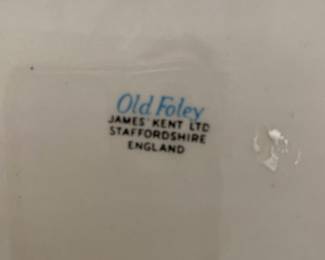 Old Foley
JAMES KENT LTD
STAFFORDSHIRE
ENGLAND